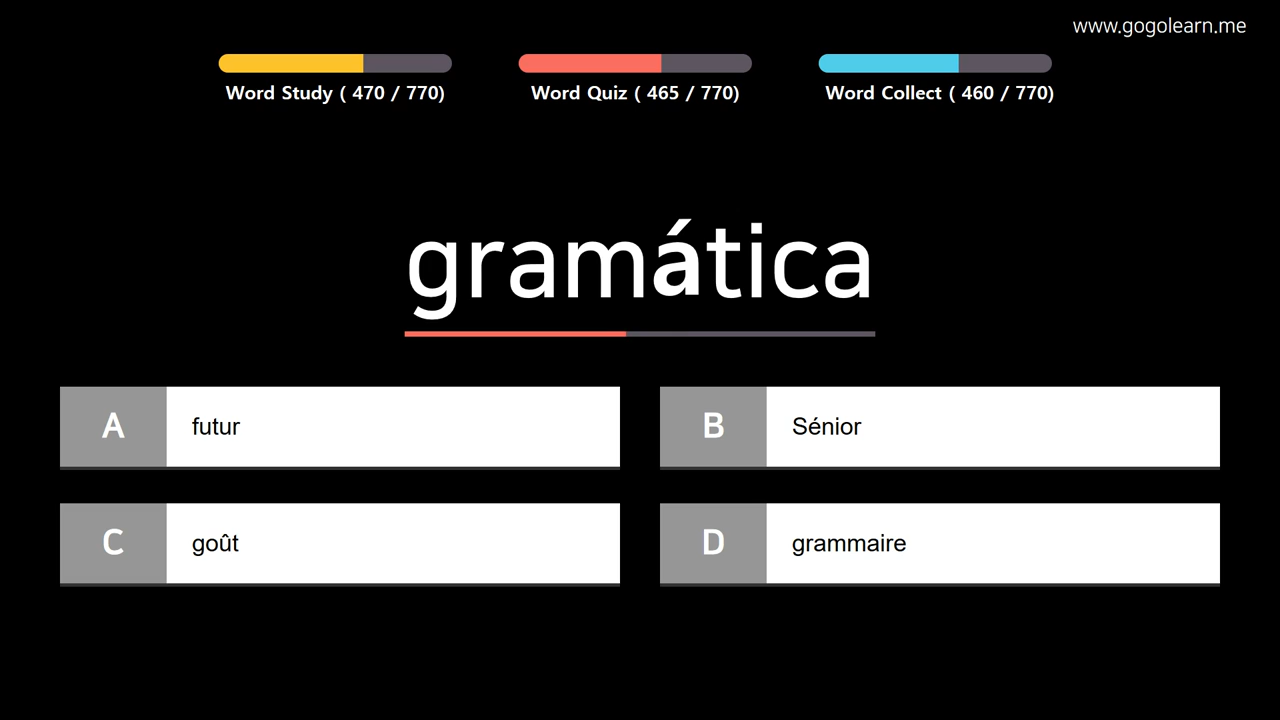 www.gogolearn.me
Word Study ( 470 / 770)
Word Quiz ( 465 / 770)
Word Collect ( 460 / 770)
gramática
A futur
B Sénior
C goût
D grammaire